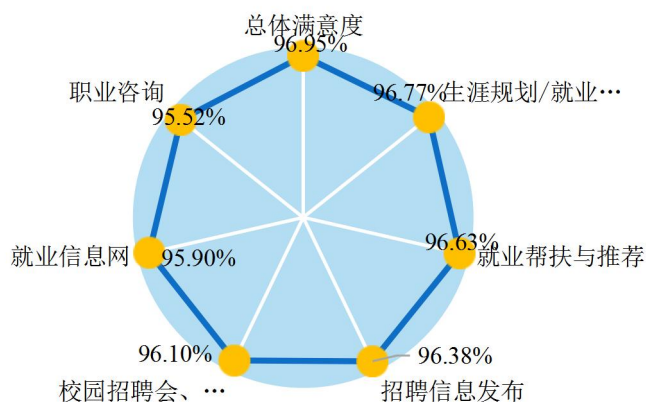 总体满意度
96.95%
96.77%
生涯规划/就业…
96.63%
就业帮扶与推荐
96.38%
招聘信息发布
96.10%
校园招聘会、…
95.90%
就业信息网
95.52%
职业咨询